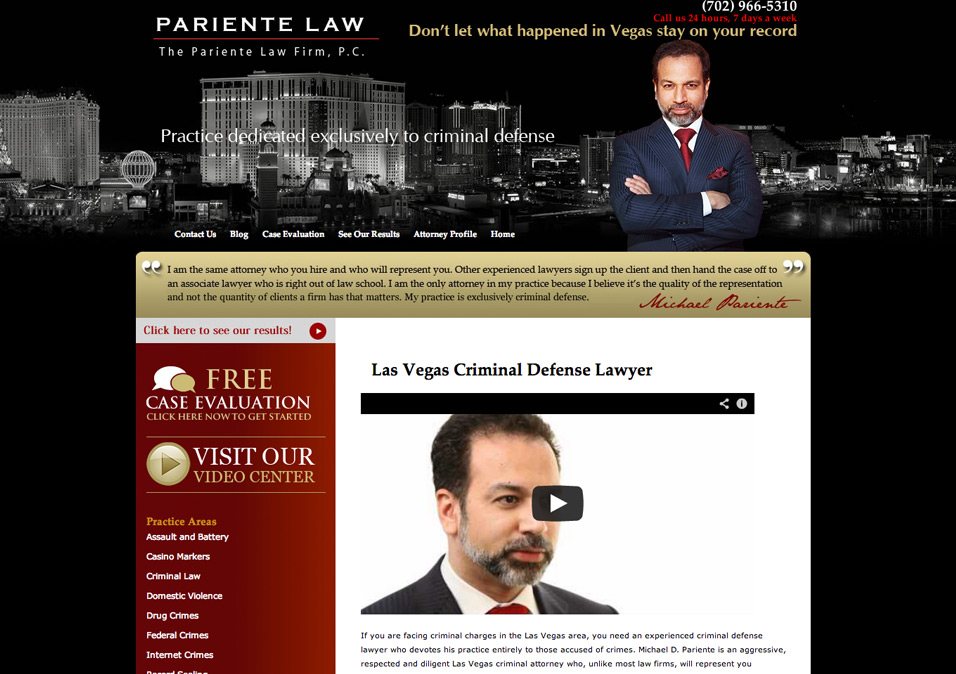 PARIENTE LAW
The Pariente Law Firm, P.C.
(702) 966-5310
Call us 24 hours, 7 days a week
Don't let what happened in Vegas stay on your record
Practice dedicated exclusively to criminal defense
Contact Us Blog Case Evaluation See Our Results Attorney Profile Home
“ I am the same attorney who you hire and who will represent you. Other experienced lawyers sign up the client and then hand the case off to ”
an associate lawyer who is right out of law school. I am the only attorney in my practice because I believe it's the quality of the representation
and not the quantity of clients a firm has that matters. My practice is exclusively criminal defense.
Michael Pariente
Click here to see our results!
FREE
CASE EVALUATION
CLICK HERE NOW TO GET STARTED
VISIT OUR
VIDEO CENTER
Practice Areas
Assault and Battery
Casino Markers
Criminal Law
Domestic Violence
Drug Crimes
Federal Crimes
Internet Crimes
Record Sealing
Las Vegas Criminal Defense Lawyer
If you are facing criminal charges in the Las Vegas area, you need an experienced criminal defense
lawyer who devotes his practice entirely to those accused of crimes. Michael D. Pariente is an aggressive,
respected and diligent Las Vegas criminal attorney who, unlike most law firms, will represent you